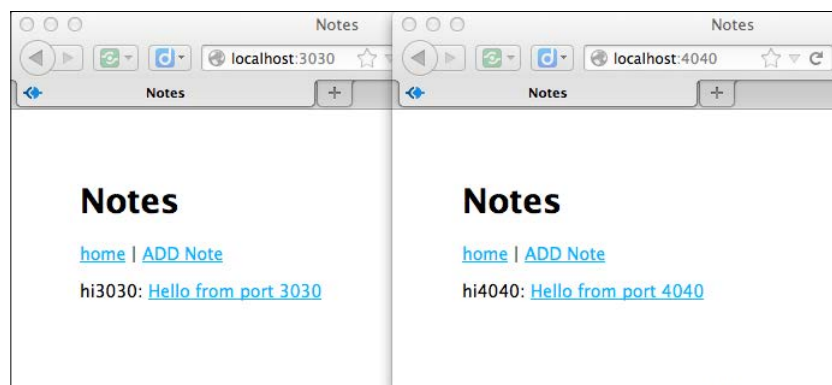 Notes
localhost:3030
Notes
Notes
home | ADD Note
hi3030: Hello from port 3030
Notes
localhost:4040
Notes
Notes
home | ADD Note
hi4040: Hello from port 4040